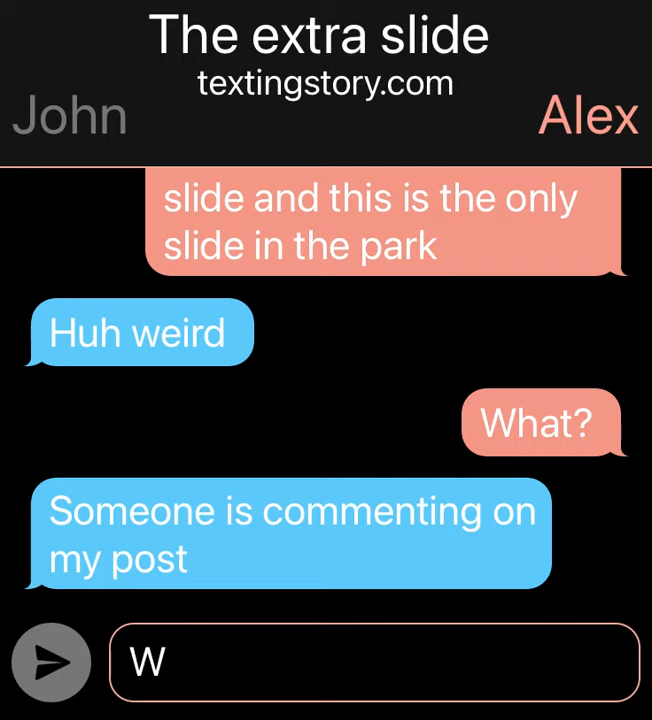 The extra slide
textingstory.com
John
Alex
slide and this is the only
slide in the park
Huh weird
What?
Someone is commenting on
my post
W